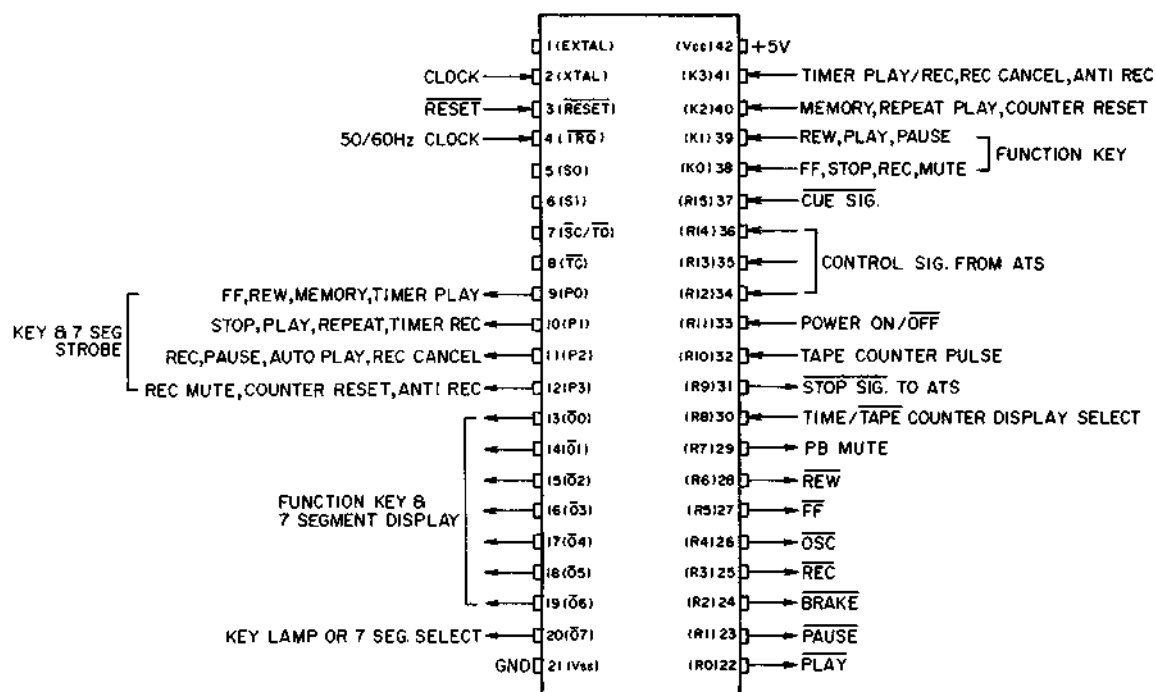 1 (EXTAL)
CLOCK 2 (XTAL)
RESET 3 (RESET)
50/60Hz CLOCK 4 (IRQ)
5 (S0)
6 (S1)
7 (SC/TO)
8 (TC)
KEY & 7 SEG
STROBE
FF,REW,MEMORY,TIMER PLAY 9 (P0)
STOP,PLAY,REPEAT,TIMER REC 10 (P1)
REC,PAUSE,AUTO PLAY,REC CANCEL 11 (P2)
REC MUTE,COUNTER RESET,ANTI REC 12 (P3)
13 (O0)
14 (O1)
15 (O2)
FUNCTION KEY &
7 SEGMENT DISPLAY
16 (O3)
17 (O4)
18 (O5)
19 (O6)
KEY LAMP OR 7 SEG. SELECT 20 (O7)
GND 21 (Vss)
(Vcc) 42 +5V
(K3) 41 TIMER PLAY/REC,REC CANCEL,ANTI REC
(K2) 40 MEMORY,REPEAT PLAY,COUNTER RESET
(K1) 39 REW,PLAY,PAUSE
FUNCTION KEY
(K0) 38 FF,STOP,REC,MUTE
(R15) 37 CUE SIG.
(R14) 36
(R13) 35 CONTROL SIG. FROM ATS
(R12) 34
(R11) 33 POWER ON/OFF
(R10) 32 TAPE COUNTER PULSE
(R9) 31 STOP SIG. TO ATS
(R8) 30 TIME/TAPE COUNTER DISPLAY SELECT
(R7) 29 PB MUTE
(R6) 28 REW
(R5) 27 FF
(R4) 26 OSC
(R3) 25 REC
(R2) 24 BRAKE
(R1) 23 PAUSE
(R0) 22 PLAY